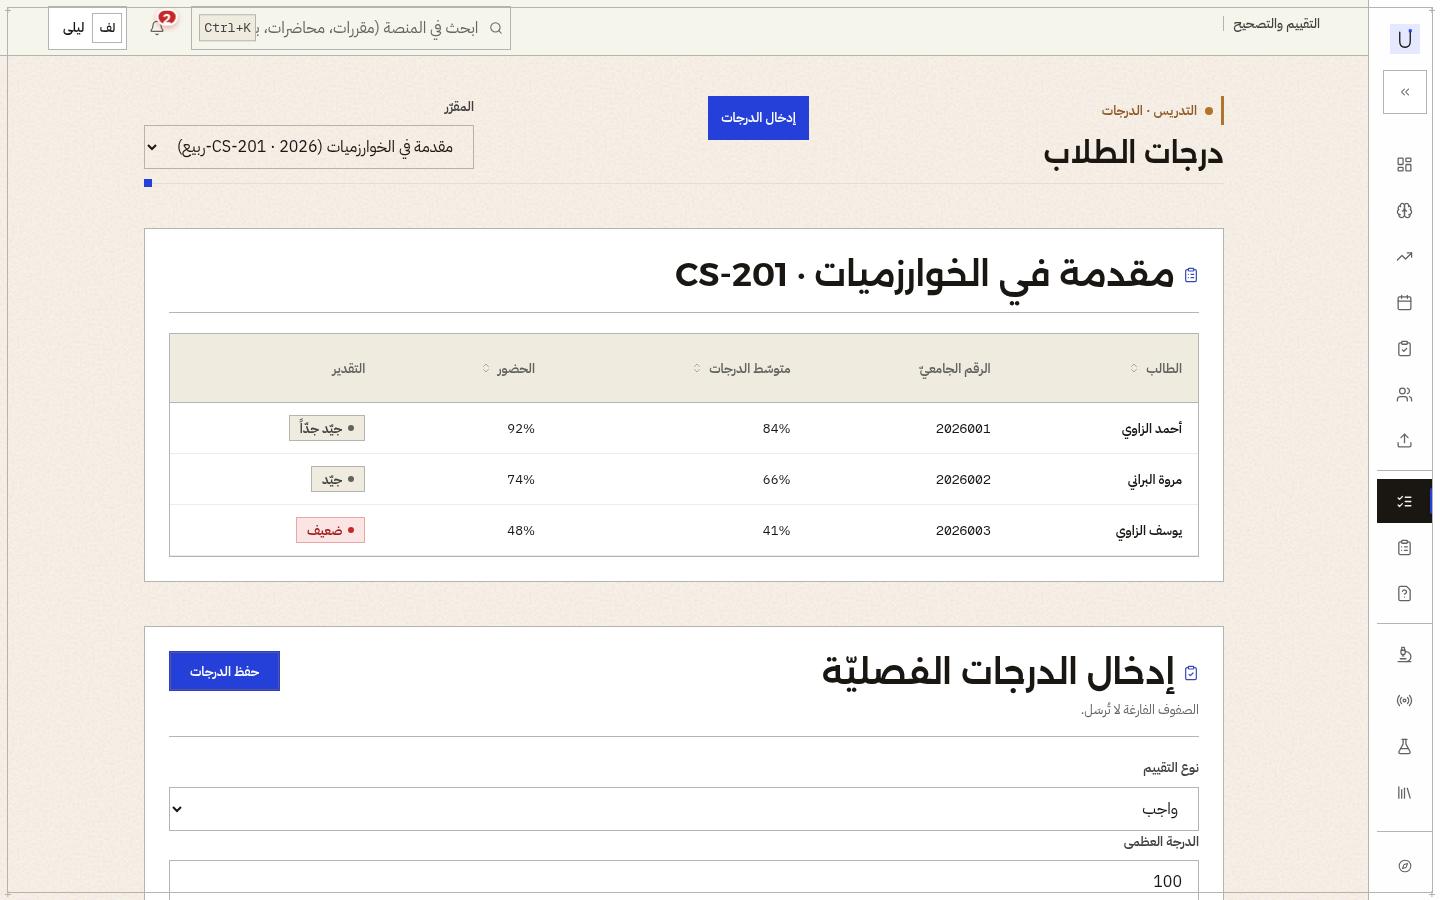 التقييم والتصحيح
ابحث في المنصة (مقررات، محاضرات، ي
Ctrl+K
2
لف
ليلى
التدريس · الدرجات
درجات الطلاب
إدخال الدرجات
المقرّر
مقدمة في الخوارزميات (CS-201 · 2026-ربيع)
مقدمة في الخوارزميات · CS-201
الطالب
الرقم الجامعيّ
متوسّط الدرجات
الحضور
التقدير
أحمد الزاوي
2026001
84%
92%
جيّد جدّاً
مروة البراني
2026002
66%
74%
جيّد
يوسف الزاوي
2026003
41%
48%
ضعيف
إدخال الدرجات الفصليّة
حفظ الدرجات
الصفوف الفارغة لا تُرسَل.
نوع التقييم
واجب
الدرجة العظمى
100